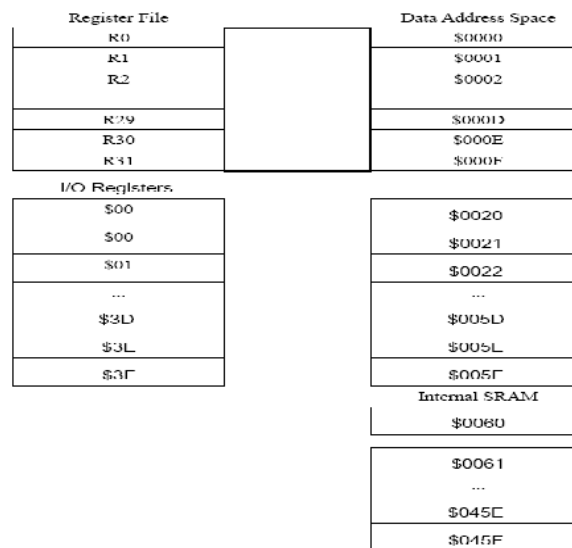 Register File Data Address Space
R0 $0000
R1 $0001
R2 $0002
R29 $000D
R30 $000E
R31 $000F
I/O Registers
$00 $0020
$00 $0021
$01 $0022
... ...
$3D $005D
$3E $005E
$3F $005F
Internal SRAM
$0060
$0061
...
$045E
$045F